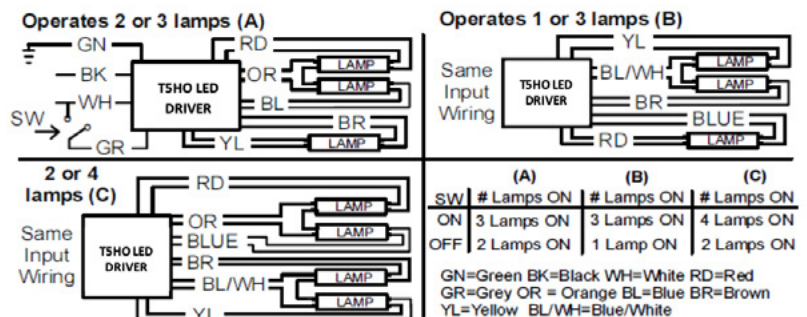 Operates 2 or 3 lamps (A)
GN
BK
WH
SW
GR
T5HO LED
DRIVER
RD
OR
BL
BR
YL
LAMP
LAMP
LAMP
Operates 1 or 3 lamps (B)
Same
Input
Wiring
T5HO LED
DRIVER
YL
BL/WH
BR
BLUE
RD
LAMP
LAMP
LAMP
2 or 4
lamps (C)
Same
Input
Wiring
T5HO LED
DRIVER
RD
OR
BLUE
BR
BL/WH
YL
LAMP
LAMP
LAMP
LAMP
(A) (B) (C)
SW # Lamps ON # Lamps ON # Lamps ON
ON 3 Lamps ON 3 Lamps ON 4 Lamps ON
OFF 2 Lamps ON 1 Lamp ON 2 Lamps ON
GN=Green BK=Black WH=White RD=Red
GR=Grey OR = Orange BL=Blue BR=Brown
YL=Yellow BL/WH=Blue/White